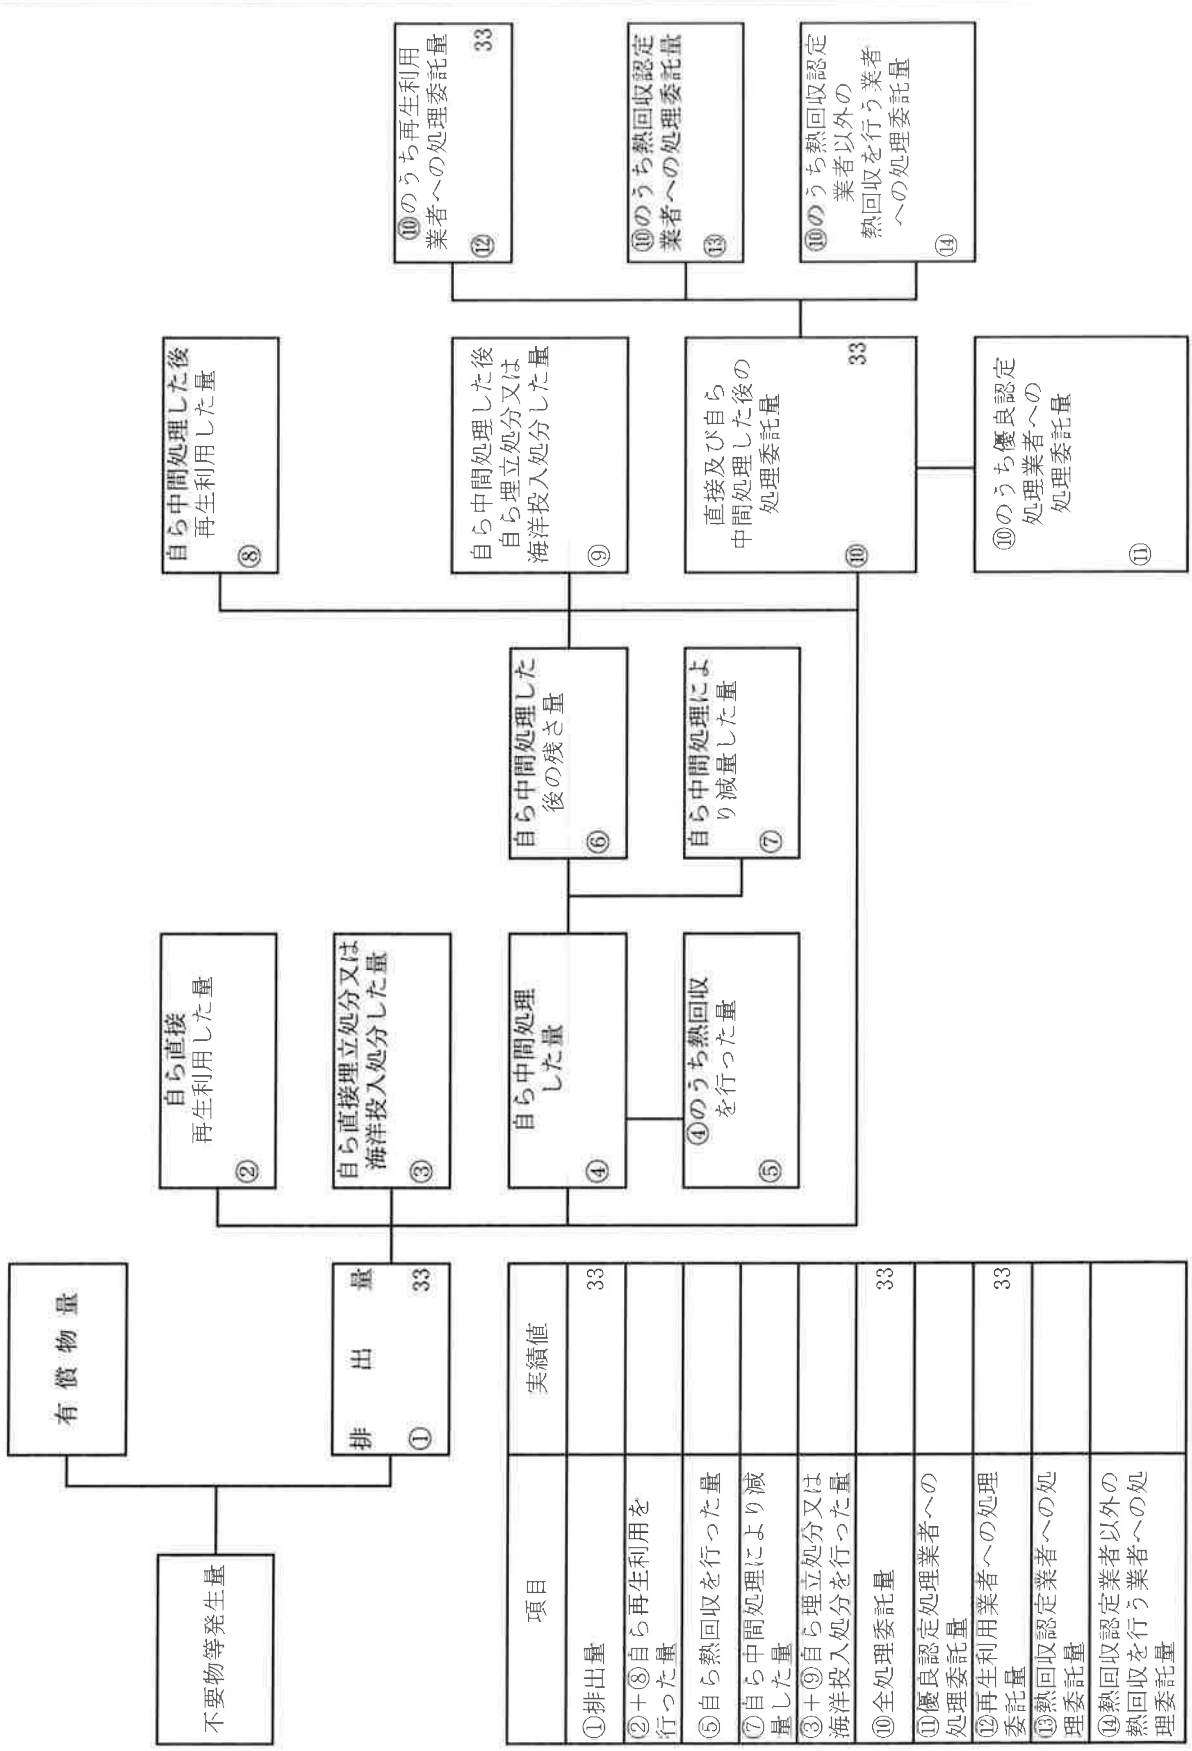 不要物等発生量
有償物量
排出量
① 33
自ら直接
再生利用した量
②
自ら直接埋立処分又は
海洋投入処分した量
③
自ら中間処理
した量
④
④のうち熱回収
を行った量
⑤
自ら中間処理した
後の残さ量
⑥
自ら中間処理によ
り減量した量
⑦
自ら中間処理した後
再生利用した量
⑧
自ら中間処理した後
自ら埋立処分又は
海洋投入処分した量
⑨
直接及び自ら
中間処理した後の
処理委託量
⑩ 33
⑩のうち優良認定
処理業者への
処理委託量
⑪
⑩のうち再生利用
業者への処理委託量
⑫ 33
⑩のうち熱回収認定
業者への処理委託量
⑬
⑩のうち熱回収認定
業者以外の
熱回収を行う業者
への処理委託量
⑭
項目 実績値
①排出量 33
②+⑧自ら再生利用を
行った量
⑤自ら熱回収を行った量
⑦自ら中間処理により減
量した量
③+⑨自ら埋立処分又は
海洋投入処分を行った量
⑩全処理委託量 33
⑪優良認定処理業者への
処理委託量
⑫再生利用業者への処理
委託量 33
⑬熱回収認定業者への処
理委託量
⑭熱回収認定業者以外の
熱回収を行う業者への処
理委託量